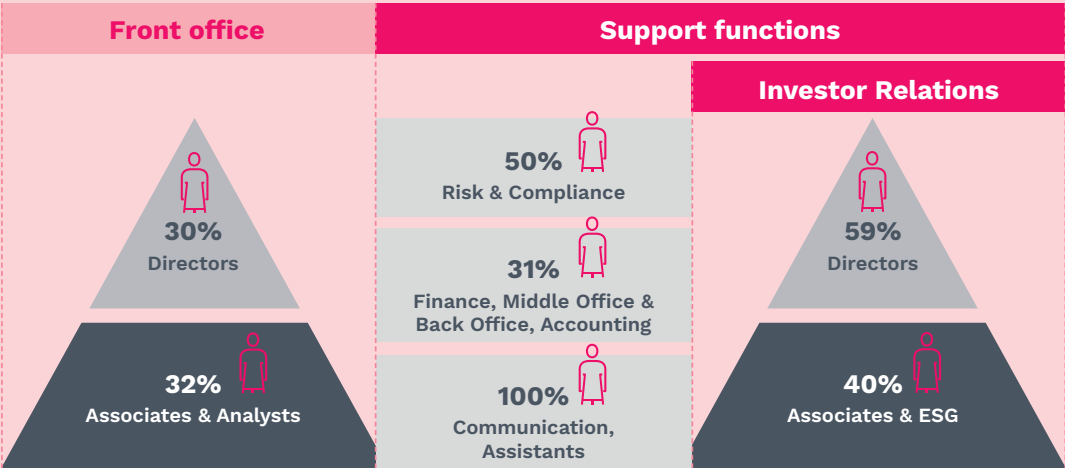 Front office
Support functions
Investor Relations
30%
Directors
32%
Associates & Analysts
50%
Risk & Compliance
31%
Finance, Middle Office &
Back Office, Accounting
100%
Communication,
Assistants
59%
Directors
40%
Associates & ESG